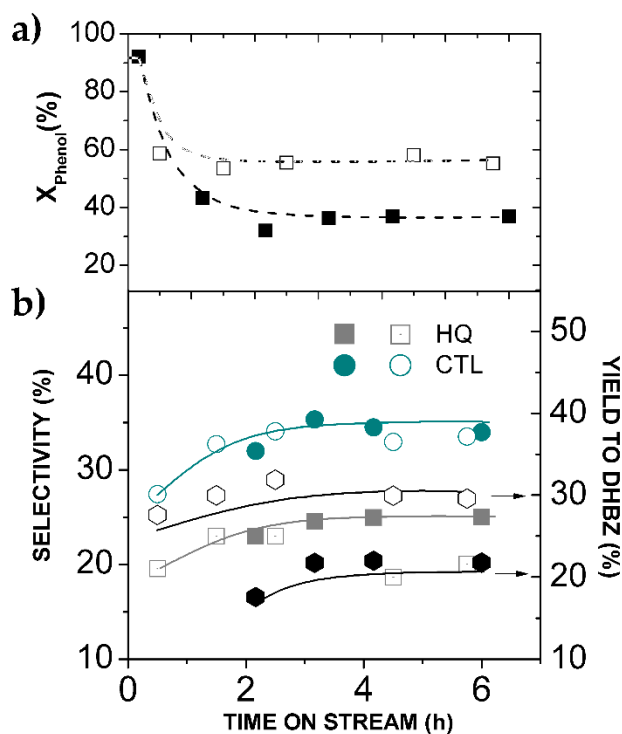 a)
100
80
60
40
20
X_Phenol(%)
b)
HQ
CTL
40
30
20
10
SELECTIVITY (%)
50
40
30
20
10
YIELD TO DHBZ (%)
0 2 4 6
TIME ON STREAM (h)